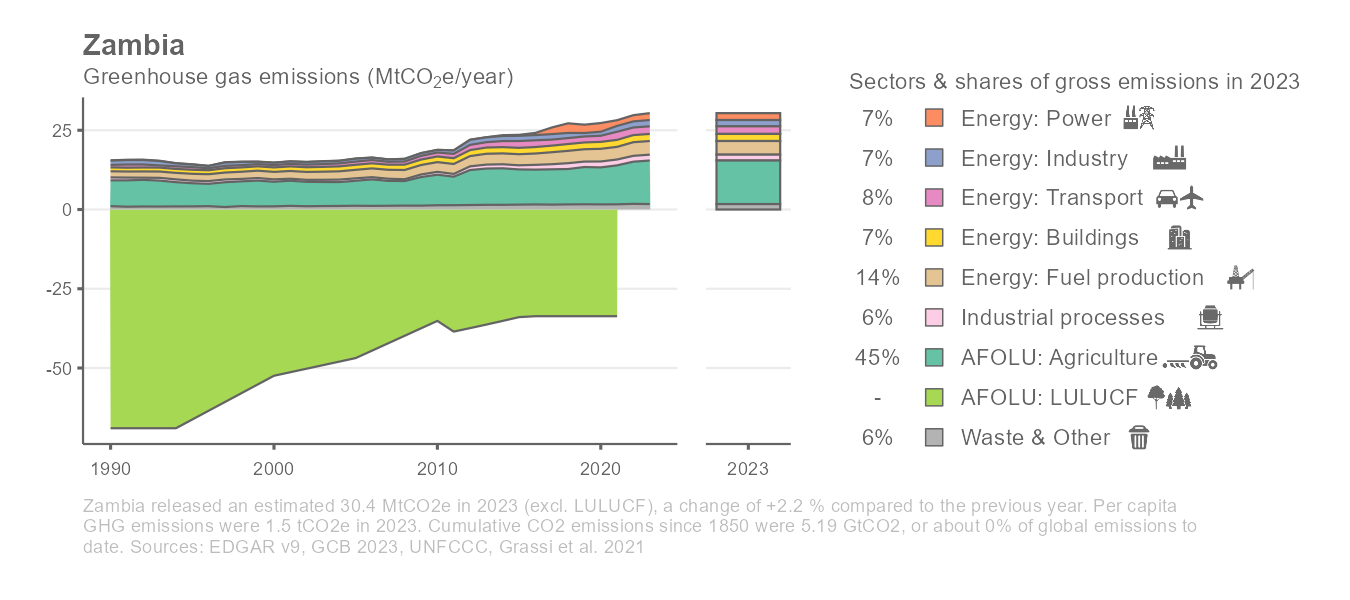 Zambia
Greenhouse gas emissions (MtCO2e/year)
25
0
-25
-50
1990
2000
2010
2020
2023
Sectors & shares of gross emissions in 2023
7% Energy: Power
7% Energy: Industry
8% Energy: Transport
7% Energy: Buildings
14% Energy: Fuel production
6% Industrial processes
45% AFOLU: Agriculture
- AFOLU: LULUCF
6% Waste & Other
Zambia released an estimated 30.4 MtCO2e in 2023 (excl. LULUCF), a change of +2.2 % compared to the previous year. Per capita
GHG emissions were 1.5 tCO2e in 2023. Cumulative CO2 emissions since 1850 were 5.19 GtCO2, or about 0% of global emissions to
date. Sources: EDGAR v9, GCB 2023, UNFCCC, Grassi et al. 2021